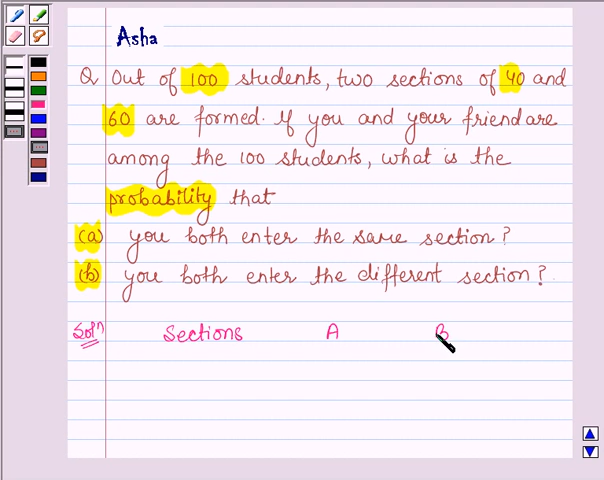 Asha
Q Out of 100 students, two sections of 40 and
60 are formed. If you and your friend are
among the 100 students, what is the
probability that
(a) you both enter the same section?
(b) you both enter the different section?
Soln Sections A B